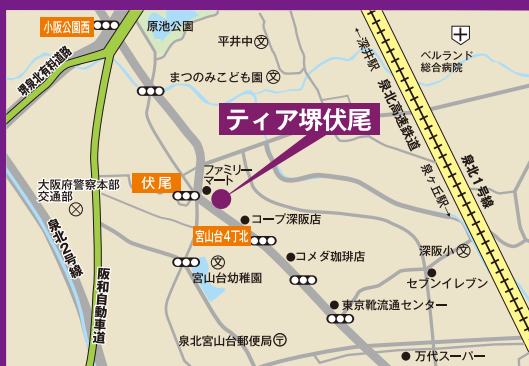 小阪公園西
原池公園
平井中
文
まつのみこども園
文
堺泉北有料道路
←深井駅
泉北高速鉄道
ベルランド
総合病院
ティア堺伏尾
泉北1号線
泉ヶ丘駅→
ファミリー
マート
伏尾
大阪府警察本部
交通部
コープ深阪店
宮山台4丁北
泉北2号線
阪和自動車道
文
宮山台幼稚園
コメダ珈琲店
深阪小
文
セブンイレブン
東京靴流通センター
泉北宮山台郵便局
〒
万代スーパー